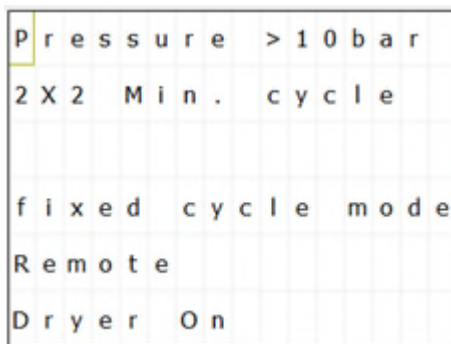 Pressure >10bar
2X2 Min. cycle
fixed cycle mode
Remote
Dryer On